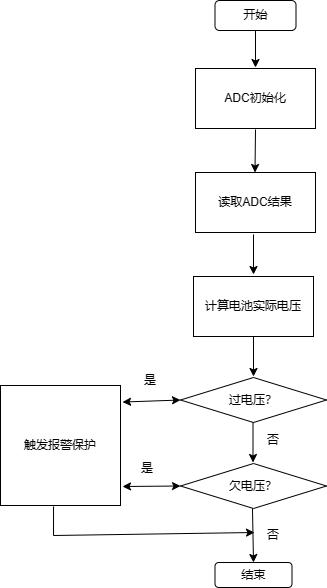 开始
ADC初始化
读取ADC结果
计算电池实际电压
是
过电压?
否
触发报警保护
是
欠电压?
否
结束